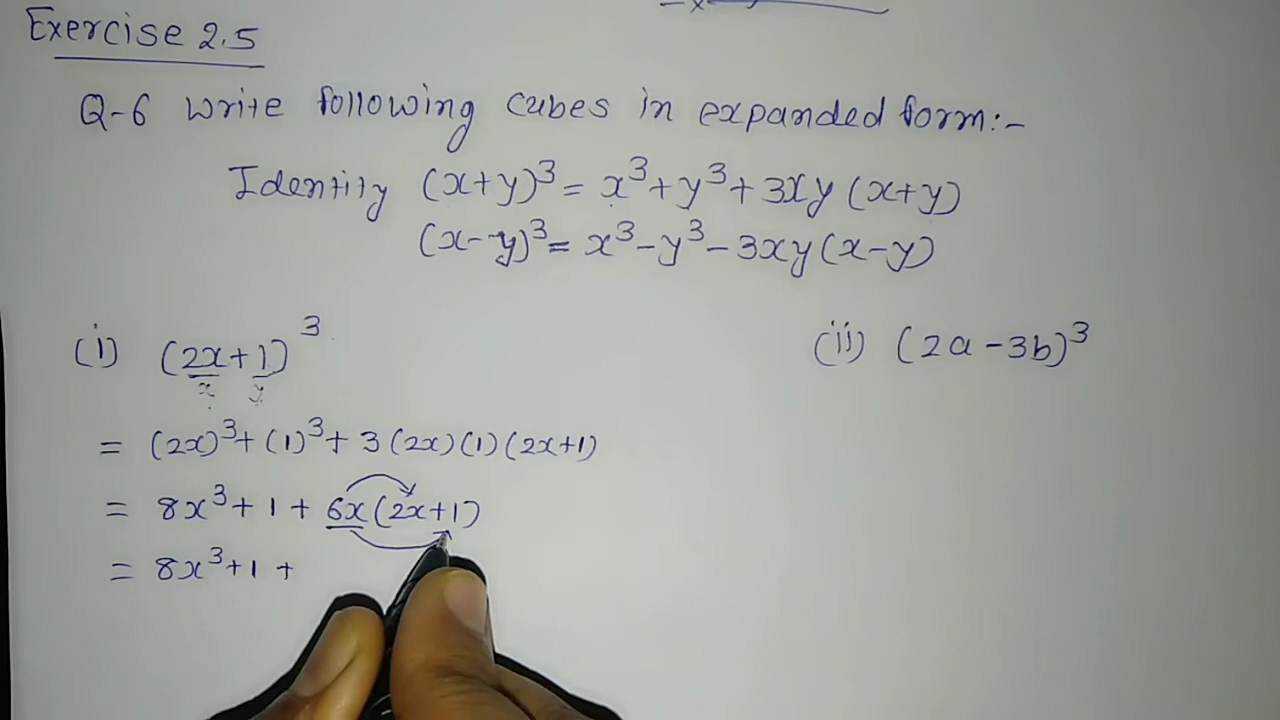 Exercise 2.5
Q-6 Write following cubes in expanded form:-
Identity (x+y)³ = x³+y³+3xy(x+y)
(x-y)³ = x³-y³-3xy(x-y)
(i) (2x+1)³
x y
(ii) (2a-3b)³
= (2x)³+(1)³+3(2x)(1)(2x+1)
= 8x³+1+6x(2x+1)
= 8x³+1+